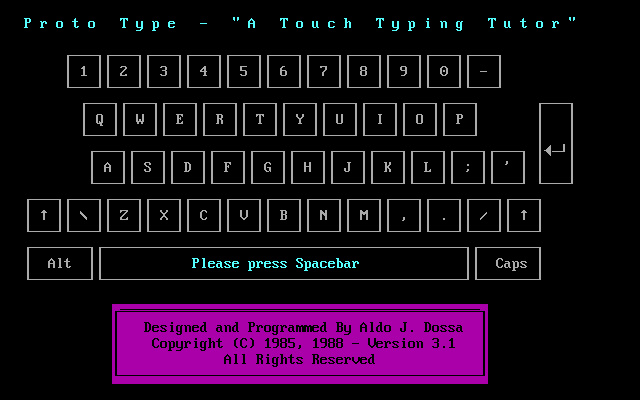 Proto Type - "A Touch Typing Tutor"
1 2 3 4 5 6 7 8 9 0 -
Q W E R T Y U I O P
A S D F G H J K L ; '
↑ \ Z X C V B N M , . / ↑
Alt Please press Spacebar Caps
Designed and Programmed By Aldo J. Dossa
Copyright (C) 1985, 1988 - Version 3.1
All Rights Reserved